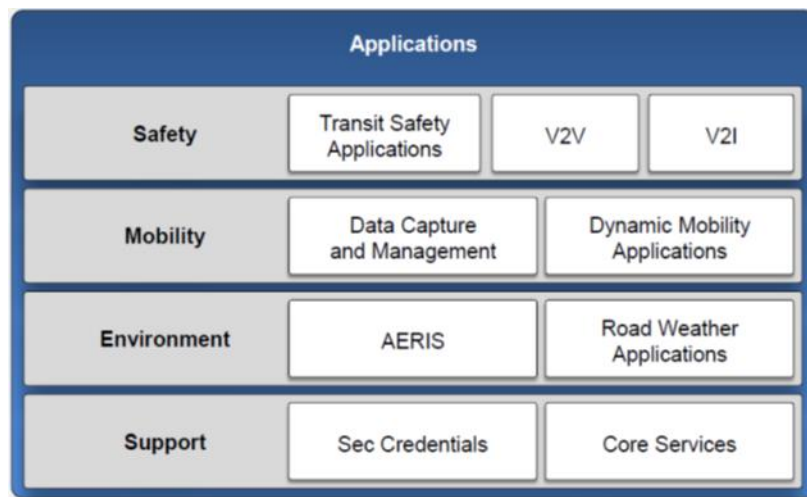 Applications
Safety
Transit Safety
Applications
V2V
V2I
Mobility
Data Capture
and Management
Dynamic Mobility
Applications
Environment
AERIS
Road Weather
Applications
Support
Sec Credentials
Core Services